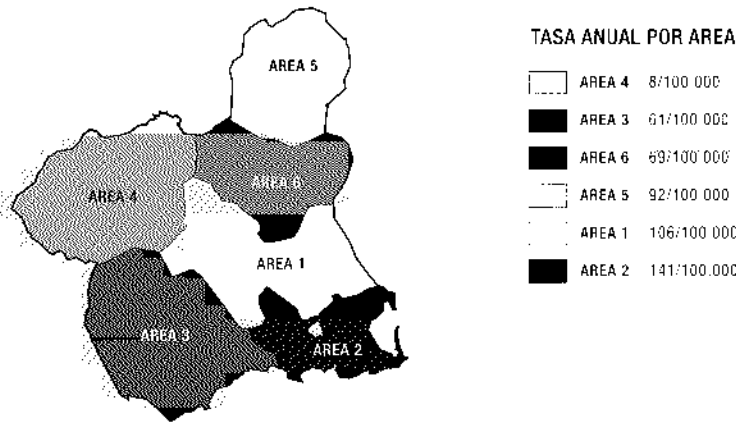 AREA 5
AREA 4
AREA 6
AREA 1
AREA 3
AREA 2
TASA ANUAL POR AREA
AREA 4 8/100 000
AREA 3 61/100 000
AREA 6 69/100 000
AREA 5 92/100 000
AREA 1 106/100 000
AREA 2 141/100.000